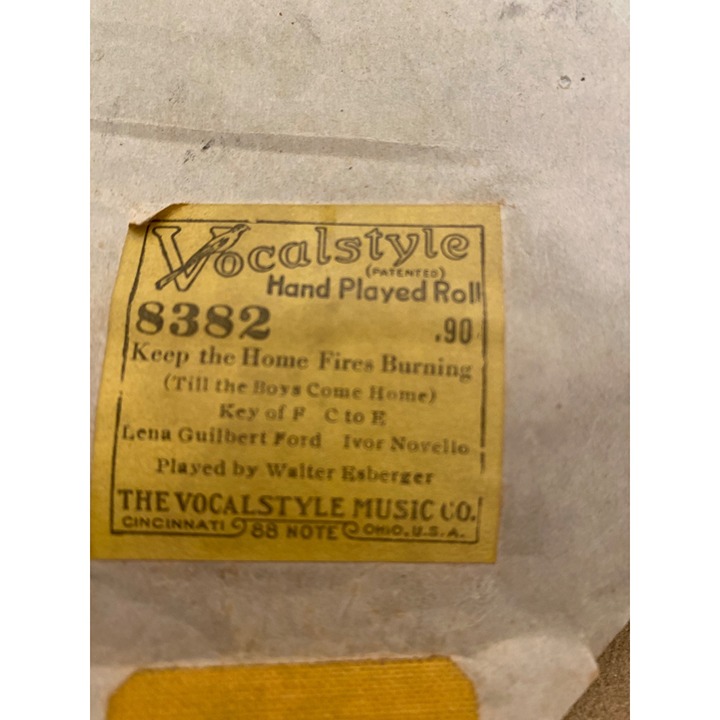 Vocalstyle
(PATENTED)
Hand Played Roll
8382 .90
Keep the Home Fires Burning
(Till the Boys Come Home)
Key of F C to E
Lena Guilbert Ford Ivor Novello
Played by Walter Esberger
THE VOCALSTYLE MUSIC CO.
CINCINNATI 88 NOTE OHIO, U.S.A.